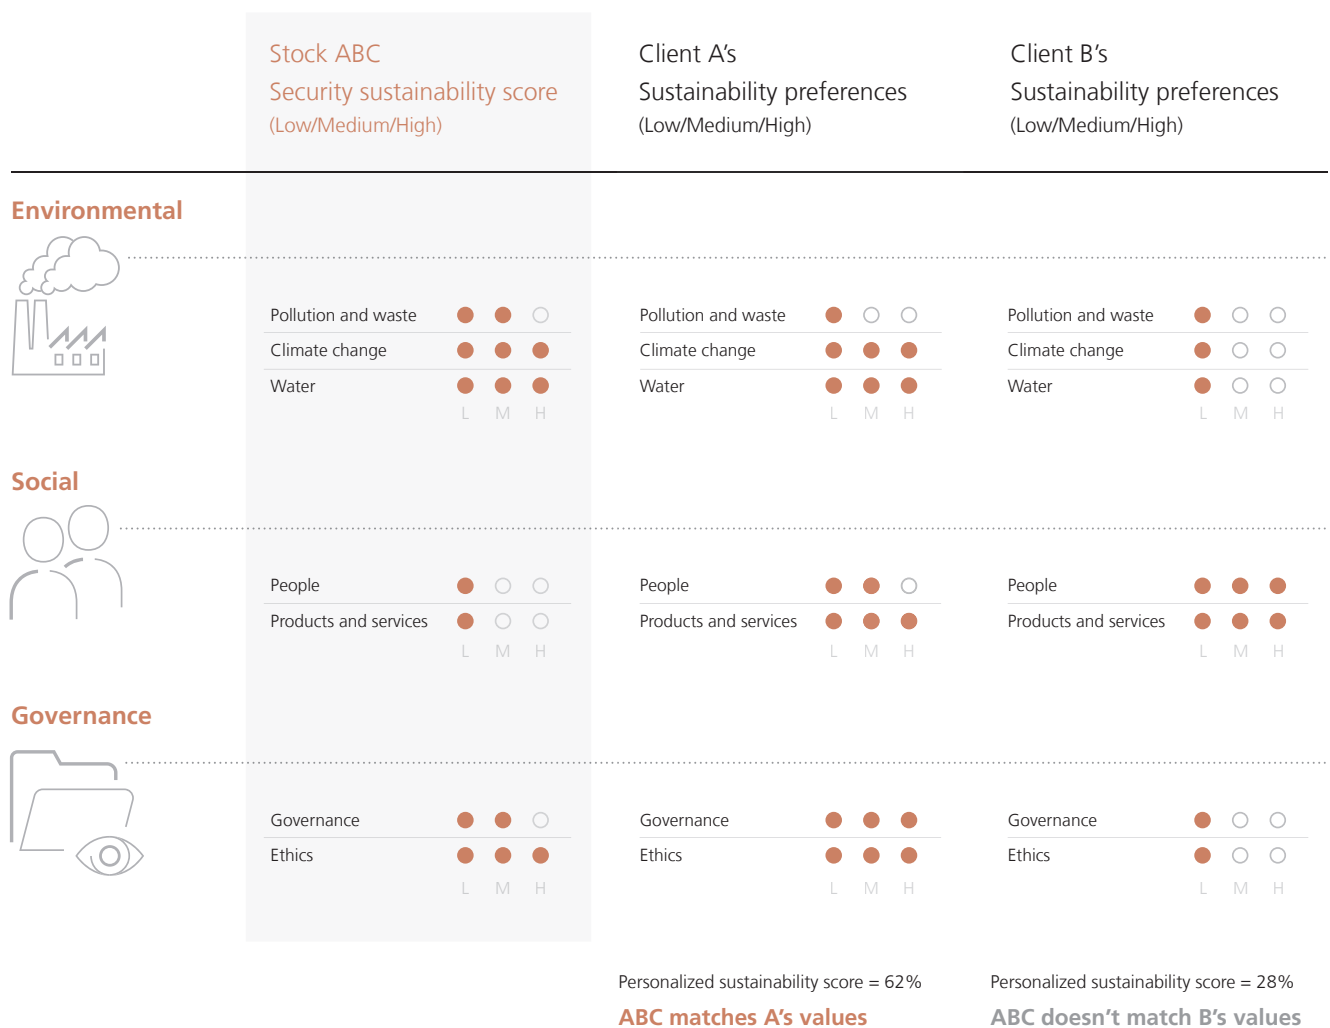 Stock ABC
Security sustainability score
(Low/Medium/High)
Client A's
Sustainability preferences
(Low/Medium/High)
Client B's
Sustainability preferences
(Low/Medium/High)
Environmental
Pollution and waste
Climate change
Water
L M H
Pollution and waste
Climate change
Water
L M H
Pollution and waste
Climate change
Water
L M H
Social
People
Products and services
L M H
People
Products and services
L M H
People
Products and services
L M H
Governance
Governance
Ethics
L M H
Governance
Ethics
L M H
Governance
Ethics
L M H
Personalized sustainability score = 62%
ABC matches A's values
Personalized sustainability score = 28%
ABC doesn't match B's values